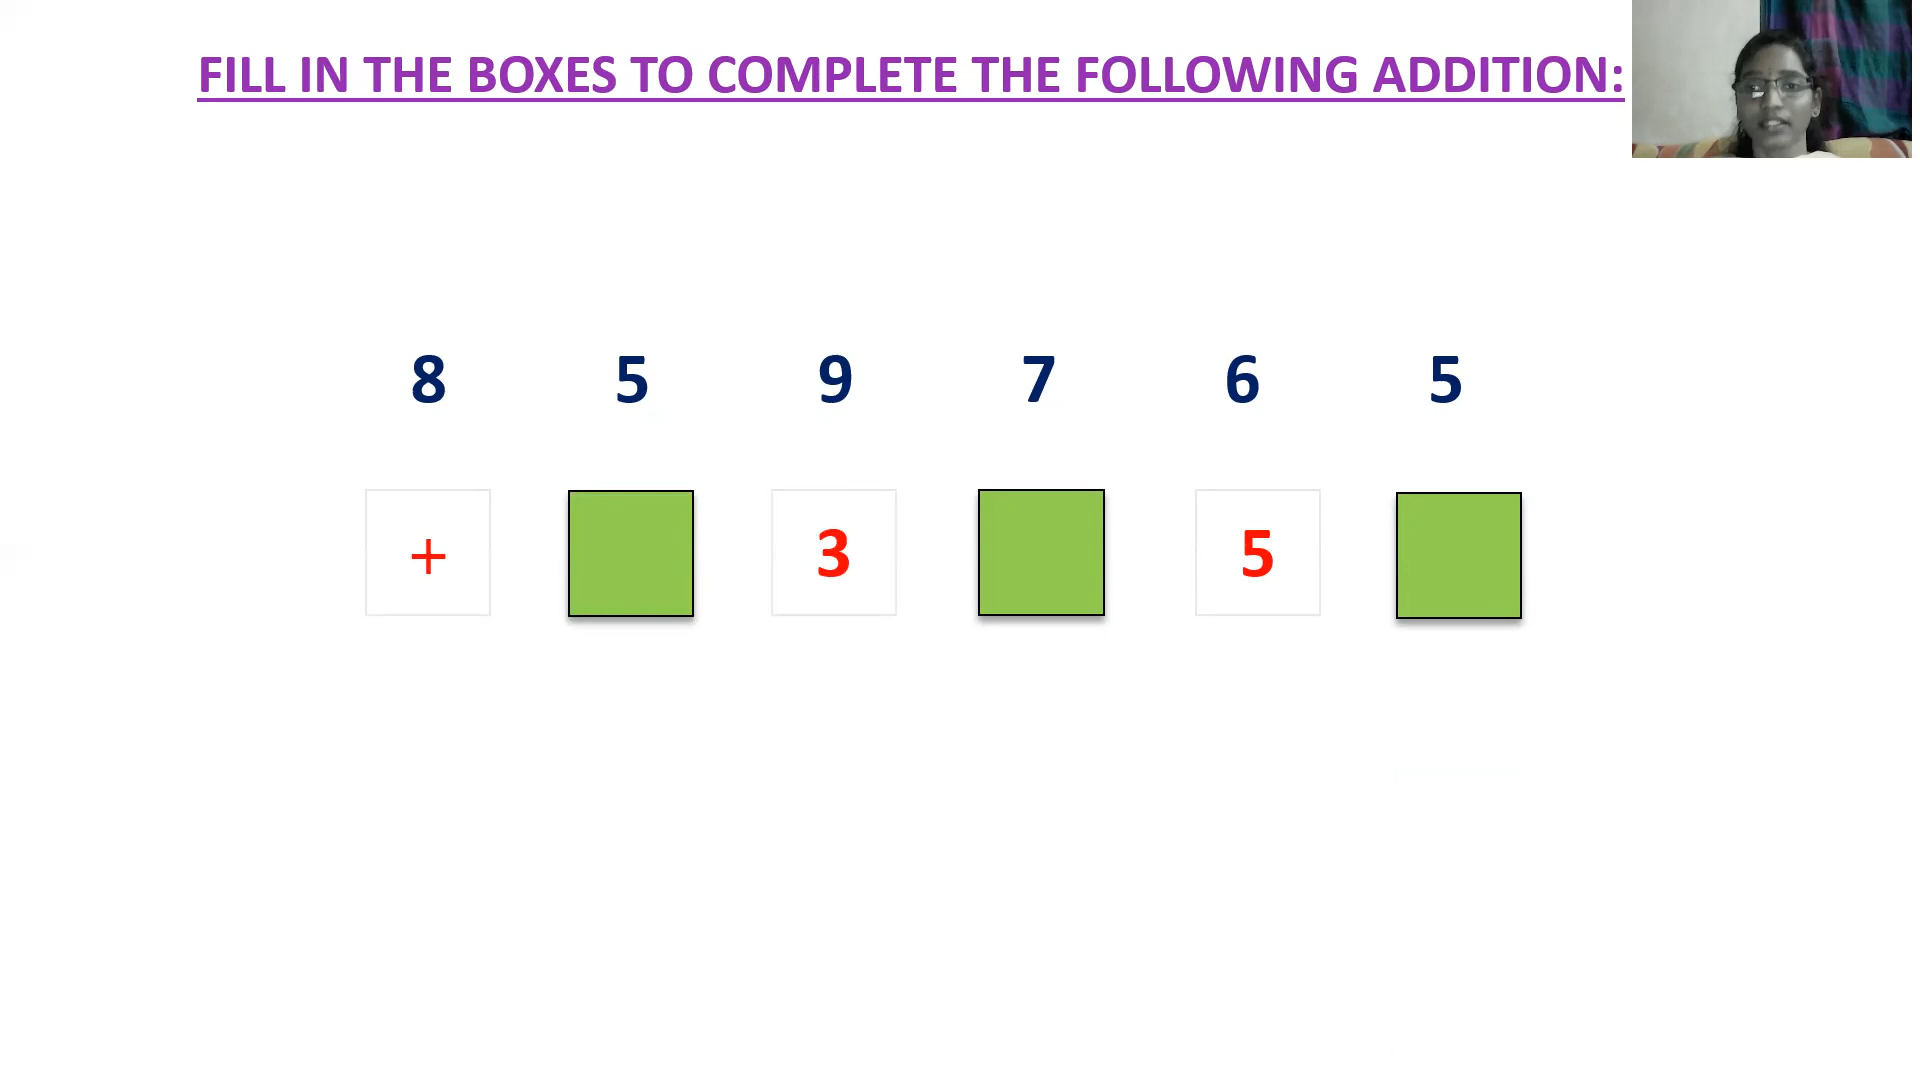 FILL IN THE BOXES TO COMPLETE THE FOLLOWING ADDITION:
8 5 9 7 6 5
+ 3 5